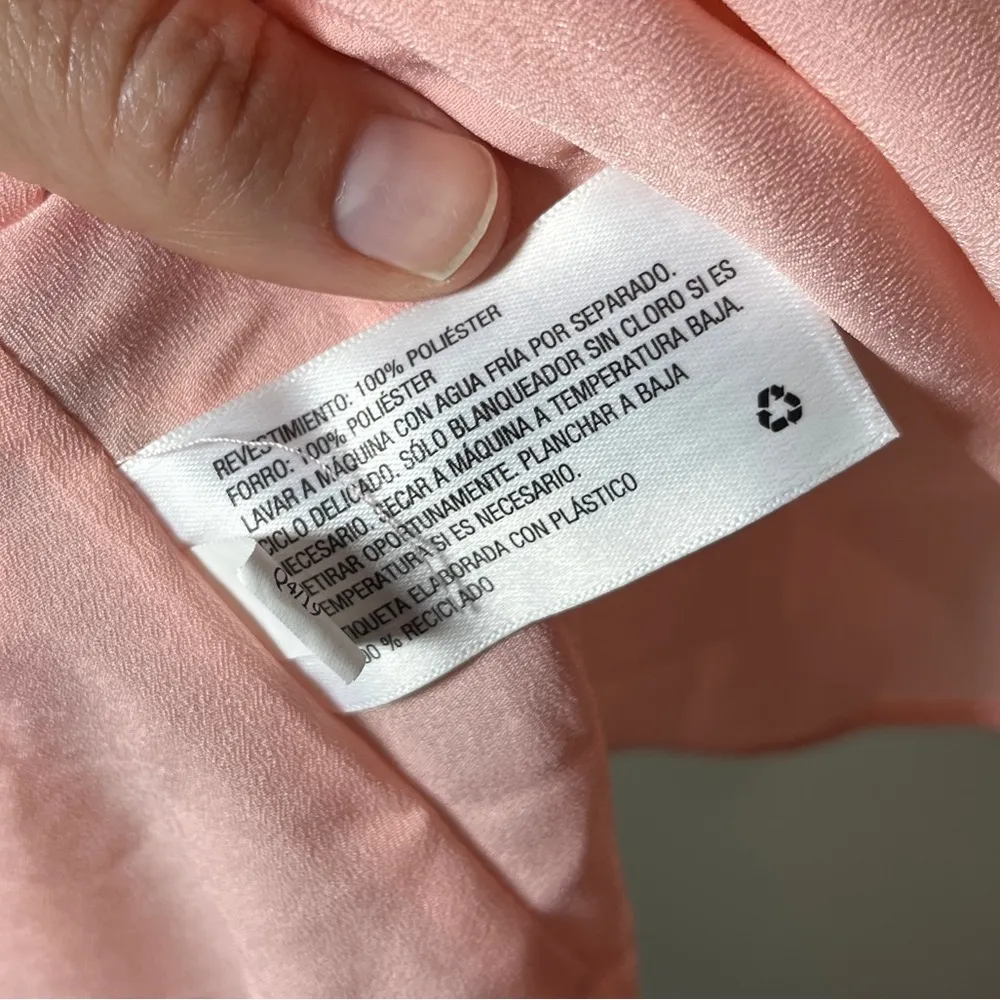 REVESTIMIENTO: 100% POLIÉSTER
FORRO: 100% POLIÉSTER
LAVAR A MÁQUINA CON AGUA FRÍA POR SEPARADO.
CICLO DELICADO. SÓLO BLANQUEADOR SIN CLORO SI ES
NECESARIO. SECAR A MÁQUINA A TEMPERATURA BAJA.
RETIRAR OPORTUNAMENTE. PLANCHAR A BAJA
TEMPERATURA SI ES NECESARIO.
ETIQUETA ELABORADA CON PLÁSTICO
% RECICLADO